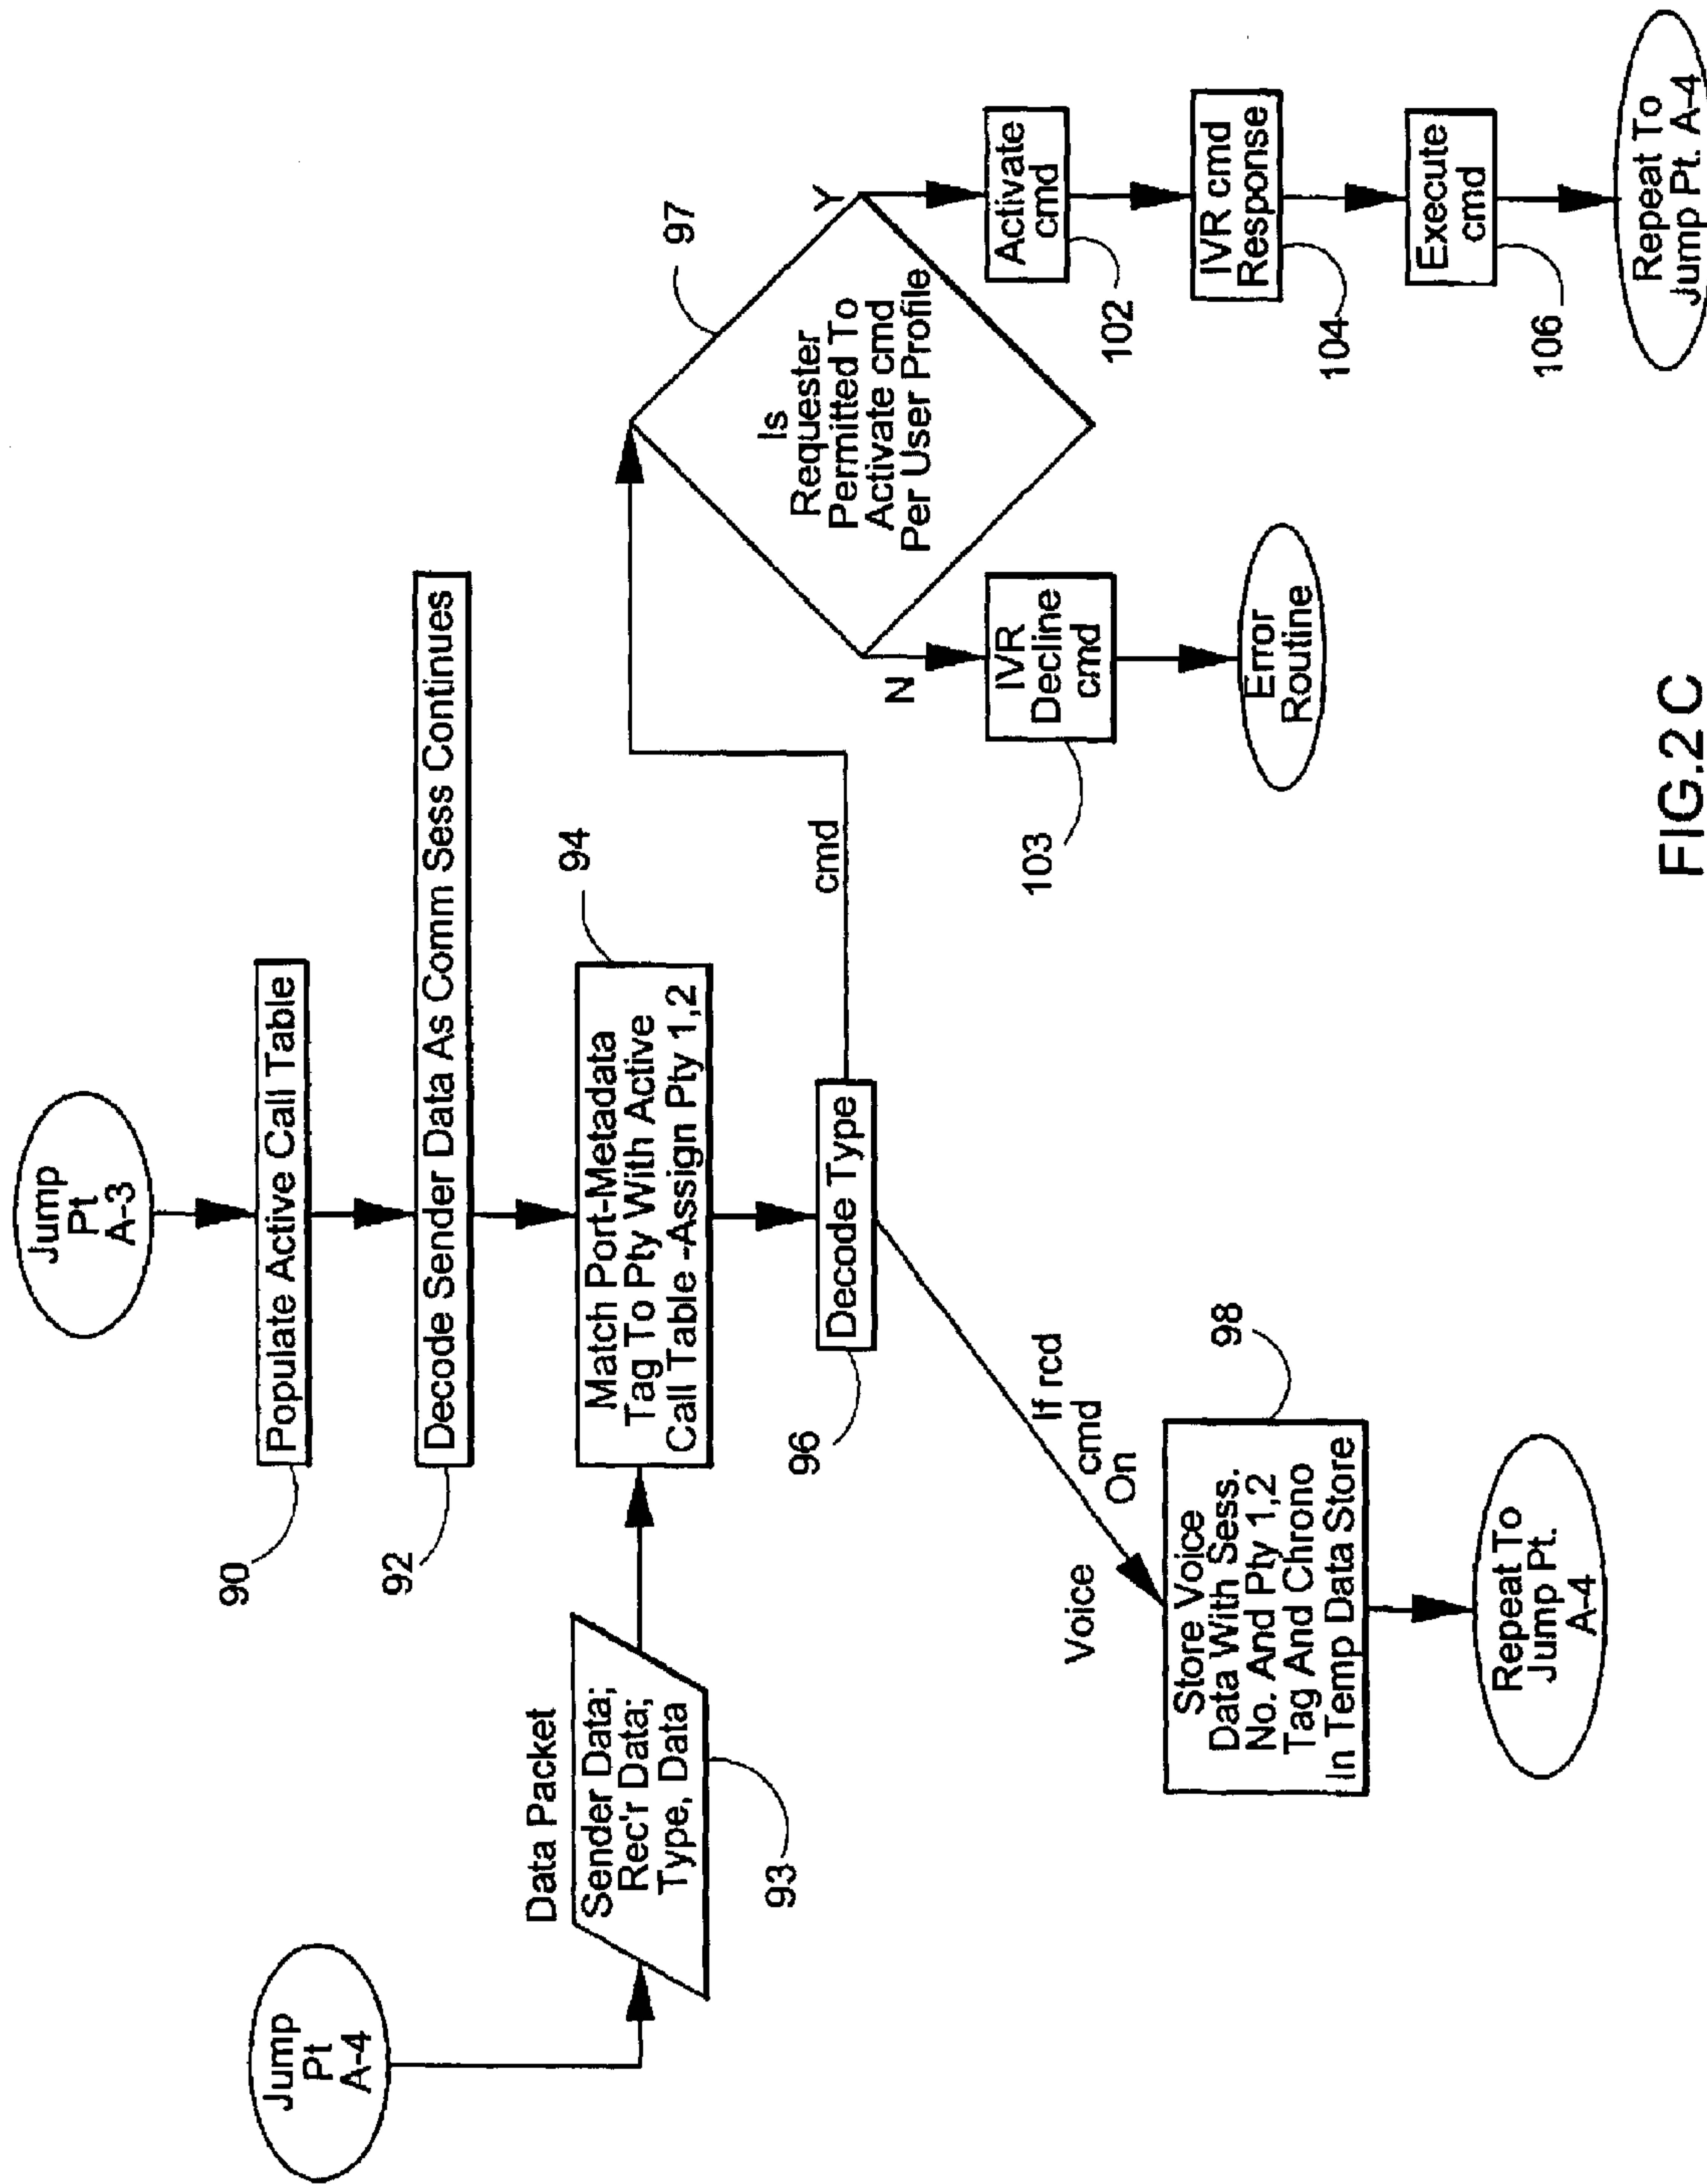 Jump
Pt
A-3
90
Populate Active Call Table
92
Decode Sender Data As Comm Sess Continues
Jump
Pt
A-4
Data Packet
Sender Data;
Rec'r Data;
Type, Data
93
94
Match Port-Metadata
Tag To Pty With Active
Call Table -Assign Pty 1,2
96
Decode Type
cmd
Voice
If rcd
cmd
On
98
Store Voice
Data With Sess.
No. And Pty 1,2
Tag And Chrono
In Temp Data Store
Repeat To
Jump Pt.
A-4
97
Is
Requester
Permitted To
Activate cmd
Per User Profile
N
Y
103
IVR
Decline
cmd
Error
Routine
102
Activate
cmd
104
IVR cmd
Response
106
Execute
cmd
Repeat To
Jump Pt. A-4
FIG.2 C